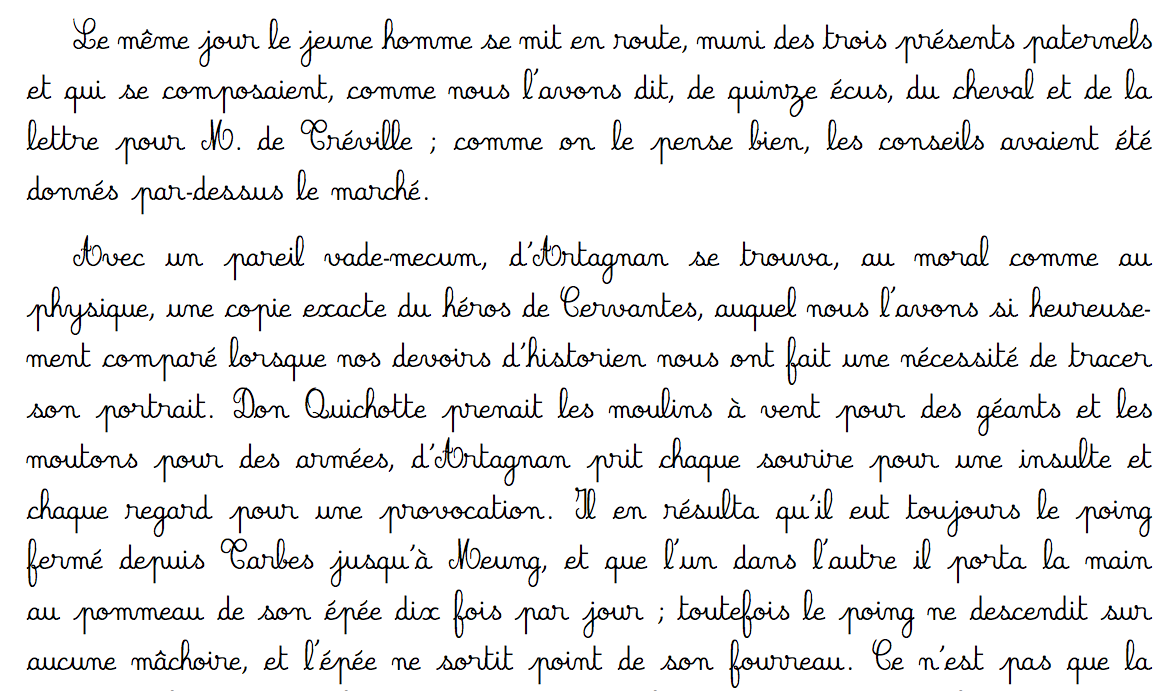 Le même jour le jeune homme se mit en route, muni des trois présents paternels
et qui se composaient, comme nous l'avons dit, de quinze écus, du cheval et de la
lettre pour M. de Tréville ; comme on le pense bien, les conseils avaient été
donnés par-dessus le marché.
Avec un pareil vade-mecum, d'Artagnan se trouva, au moral comme au
physique, une copie exacte du héros de Cervantes, auquel nous l'avons si heureuse-
ment comparé lorsque nos devoirs d'historien nous ont fait une nécessité de tracer
son portrait. Don Quichotte prenait les moulins à vent pour des géants et les
moutons pour des armées, d'Artagnan prit chaque sourire pour une insulte et
chaque regard pour une provocation. Il en résulta qu'il eut toujours le poing
fermé depuis Tarbes jusqu'à Meung, et que l'un dans l'autre il porta la main
au pommeau de son épée dix fois par jour ; toutefois le poing ne descendit sur
aucune mâchoire, et l'épée ne sortit point de son fourreau. Ce n'est pas que la